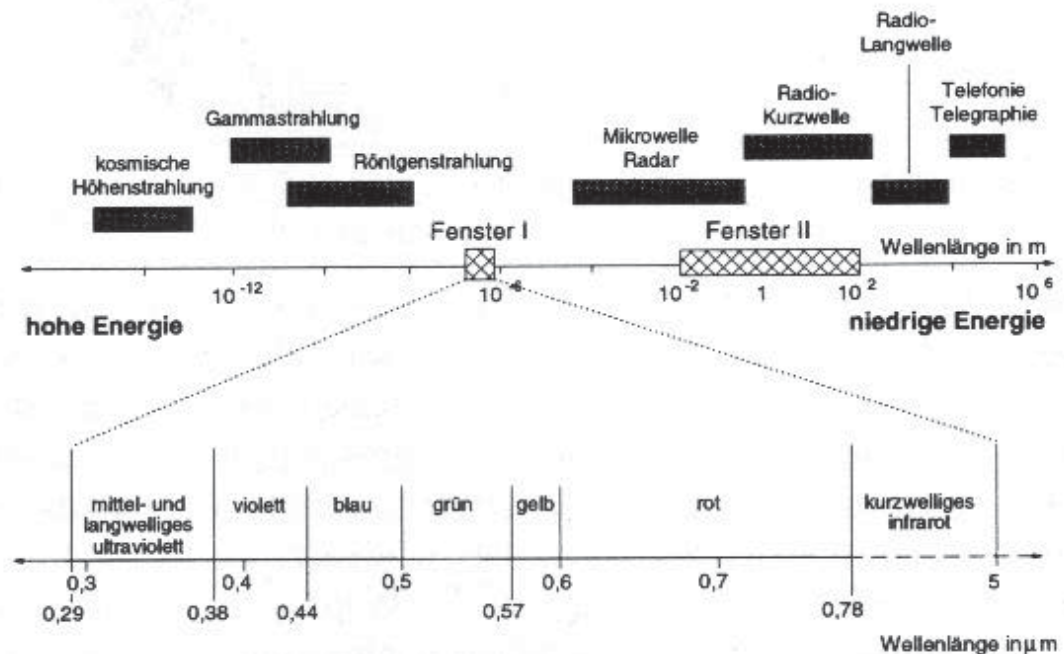 Radio-
Langwelle
Gammastrahlung
Radio-
Kurzwelle
Telefonie
Telegraphie
kosmische
Höhenstrahlung
Röntgenstrahlung
Mikrowelle
Radar
Fenster I
Fenster II
Wellenlänge in m
10⁻¹²
10⁻⁶
10⁻²
1
10²
10⁶
hohe Energie
niedrige Energie
mittel- und
langwelliges
ultraviolett
violett
blau
grün
gelb
rot
kurzwelliges
infrarot
0,3
0,4
0,5
0,6
0,7
5
0,29
0,38
0,44
0,57
0,78
Wellenlänge in µm